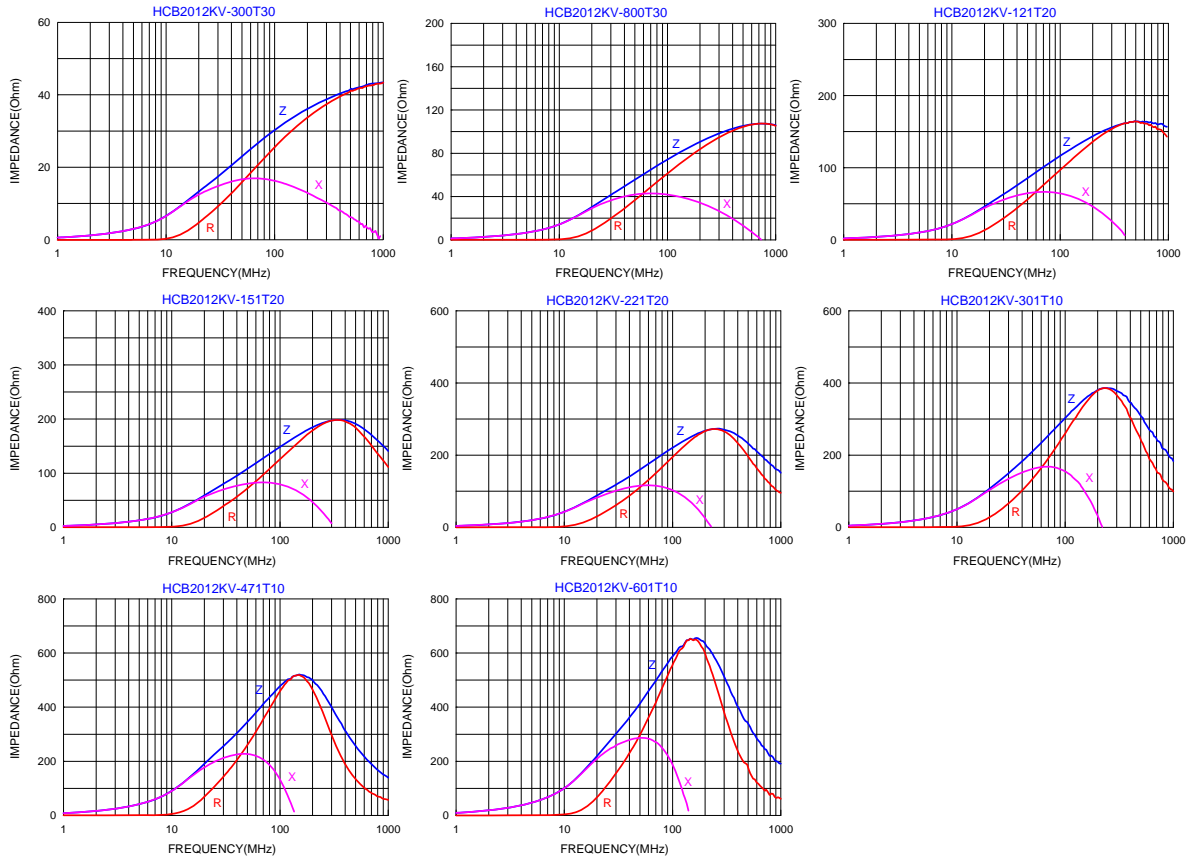 HCB2012KV-300T30
IMPEDANCE(Ohm)
60
40
20
0
Z
X
R
1
10
100
1000
FREQUENCY(MHz)
HCB2012KV-800T30
IMPEDANCE(Ohm)
200
160
120
80
40
0
Z
X
R
1
10
100
1000
FREQUENCY(MHz)
HCB2012KV-121T20
IMPEDANCE(Ohm)
300
200
100
0
Z
X
R
1
10
100
1000
FREQUENCY(MHz)
HCB2012KV-151T20
IMPEDANCE(Ohm)
400
300
200
100
0
Z
X
R
1
10
100
1000
FREQUENCY(MHz)
HCB2012KV-221T20
IMPEDANCE(Ohm)
600
400
200
0
Z
X
R
1
10
100
1000
FREQUENCY(MHz)
HCB2012KV-301T10
IMPEDANCE(Ohm)
600
400
200
0
Z
X
R
1
10
100
1000
FREQUENCY(MHz)
HCB2012KV-471T10
IMPEDANCE(Ohm)
800
600
400
200
0
Z
X
R
1
10
100
1000
FREQUENCY(MHz)
HCB2012KV-601T10
IMPEDANCE(Ohm)
800
600
400
200
0
Z
X
R
1
10
100
1000
FREQUENCY(MHz)